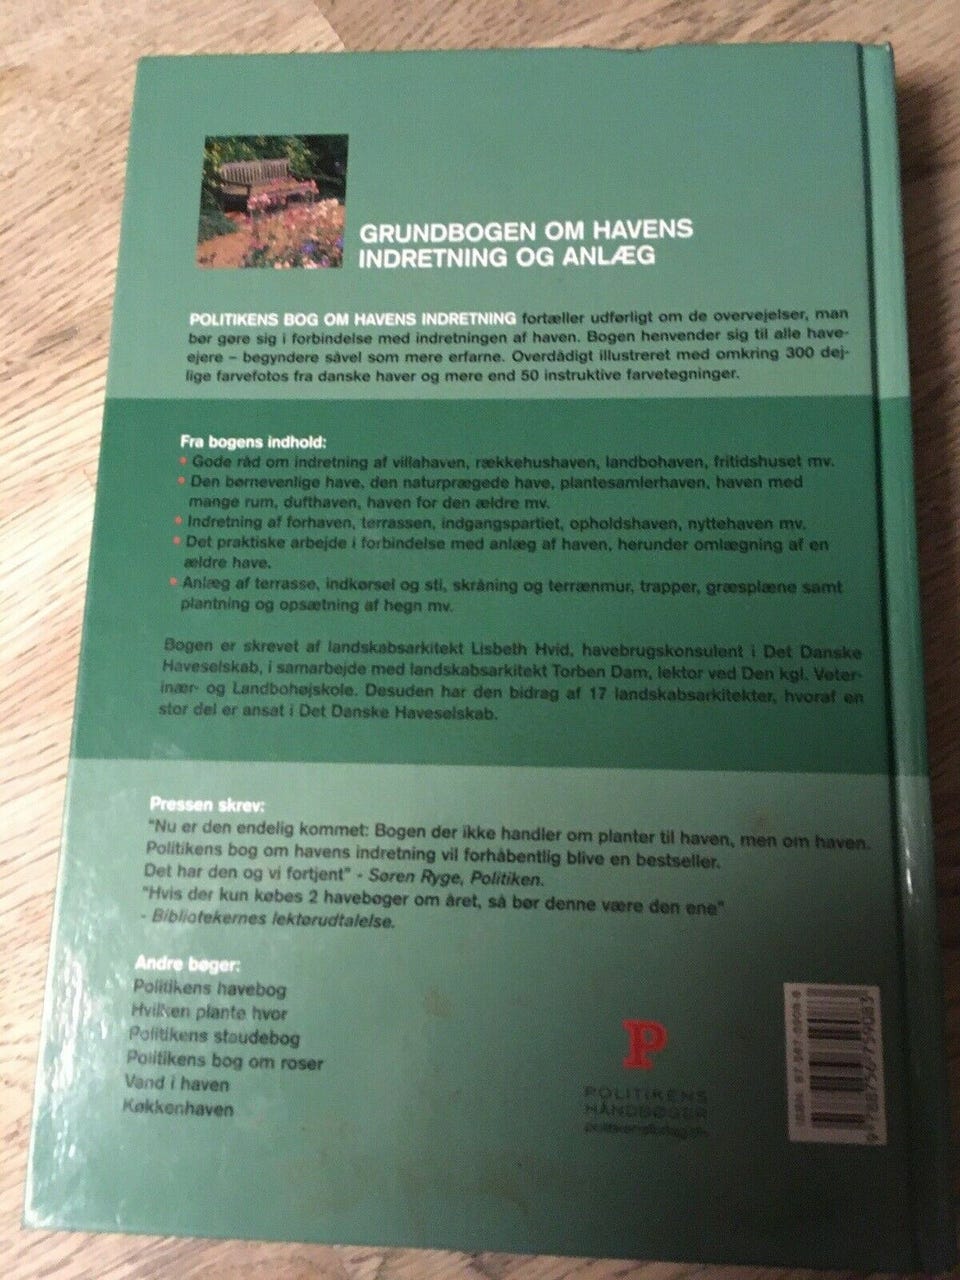 GRUNDBOGEN OM HAVENS
INDRETNING OG ANLÆG
POLITIKENS BOG OM HAVENS INDRETNING fortæller udførligt om de overvejelser, man
bør gøre sig i forbindelse med indretningen af haven. Bogen henvender sig til alle have-
ejere – begyndere såvel som mere erfarne. Overdådigt illustreret med omkring 300 dej-
lige farvefotos fra danske haver og mere end 50 instruktive farvetegninger.
Fra bogens indhold:
• Gode råd om indretning af villahaven, rækkehushaven, landbohaven, fritidshuset mv.
• Den børnevenlige have, den naturprægede have, plantesamlerhaven, haven med
mange rum, dufthaven, haven for den ældre mv.
• Indretning af forhaven, terrassen, indgangspartiet, opholdshaven, nyttehaven mv.
• Det praktiske arbejde i forbindelse med anlæg af haven, herunder omlægning af en
ældre have.
• Anlæg af terrasse, indkørsel og sti, skråning og terrænmur, trapper, græsplæne samt
plantning og opsætning af hegn mv.
Bogen er skrevet af landskabsarkitekt Lisbeth Hvid, havebrugskonsulent i Det Danske
Haveselskab, i samarbejde med landskabsarkitekt Torben Dam, lektor ved Den kgl. Veter-
inær- og Landbohøjskole. Desuden har den bidrag af 17 landskabsarkitekter, hvoraf en
stor del er ansat i Det Danske Haveselskab.
Pressen skrev:
"Nu er den endelig kommet: Bogen der ikke handler om planter til haven, men om haven.
Politikens bog om havens indretning vil forhåbentlig blive en bestseller.
Det har den og vi fortjent" - Søren Ryge, Politiken.
"Hvis der kun købes 2 havebøger om året, så bør denne være den ene"
- Bibliotekernes lektørudtalelse.
Andre bøger:
Politikens havebog
Hvilken plante hvor
Politikens staudebog
Politikens bog om roser
Vand i haven
Køkkenhaven
P
POLITIKENS
HÅNDBØGER
9 788756 759083